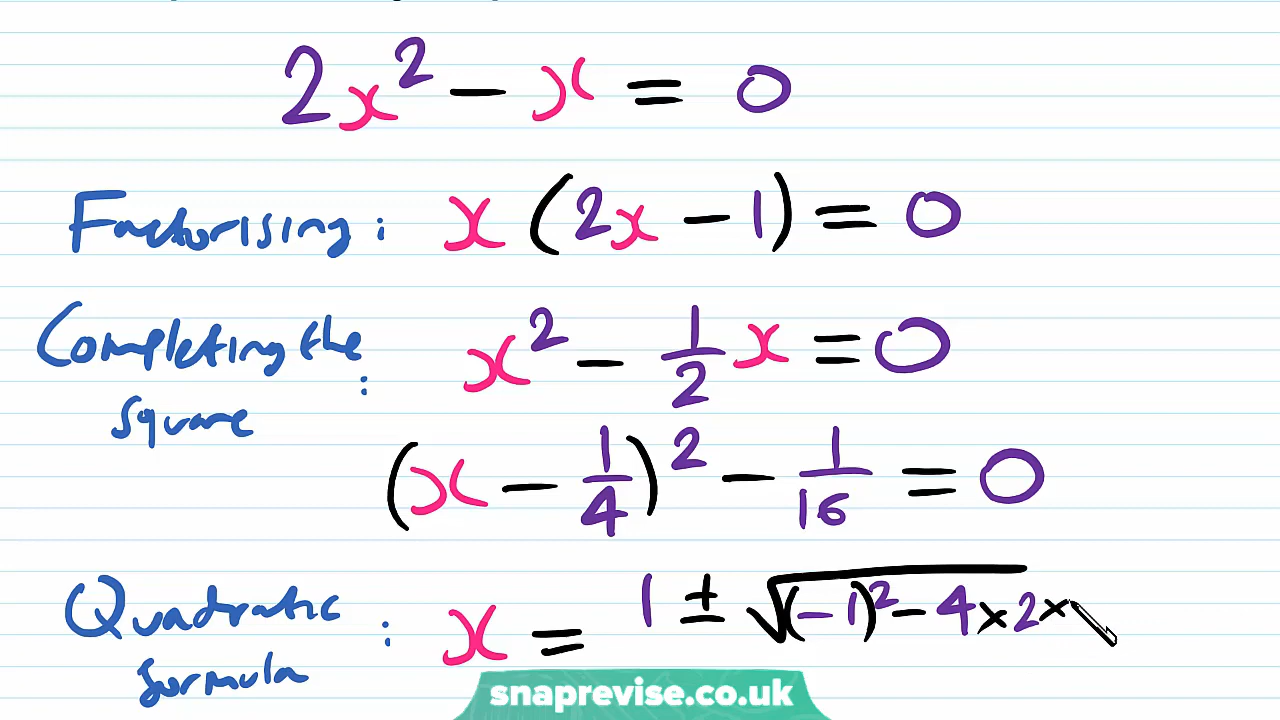 2x² − x = 0
Factorising: x(2x − 1) = 0
Completing the square: x² − 1/2 x = 0
(x − 1/4)² − 1/16 = 0
Quadratic formula: x = 1 ± √(−1)² − 4×2×
snaprevise.co.uk